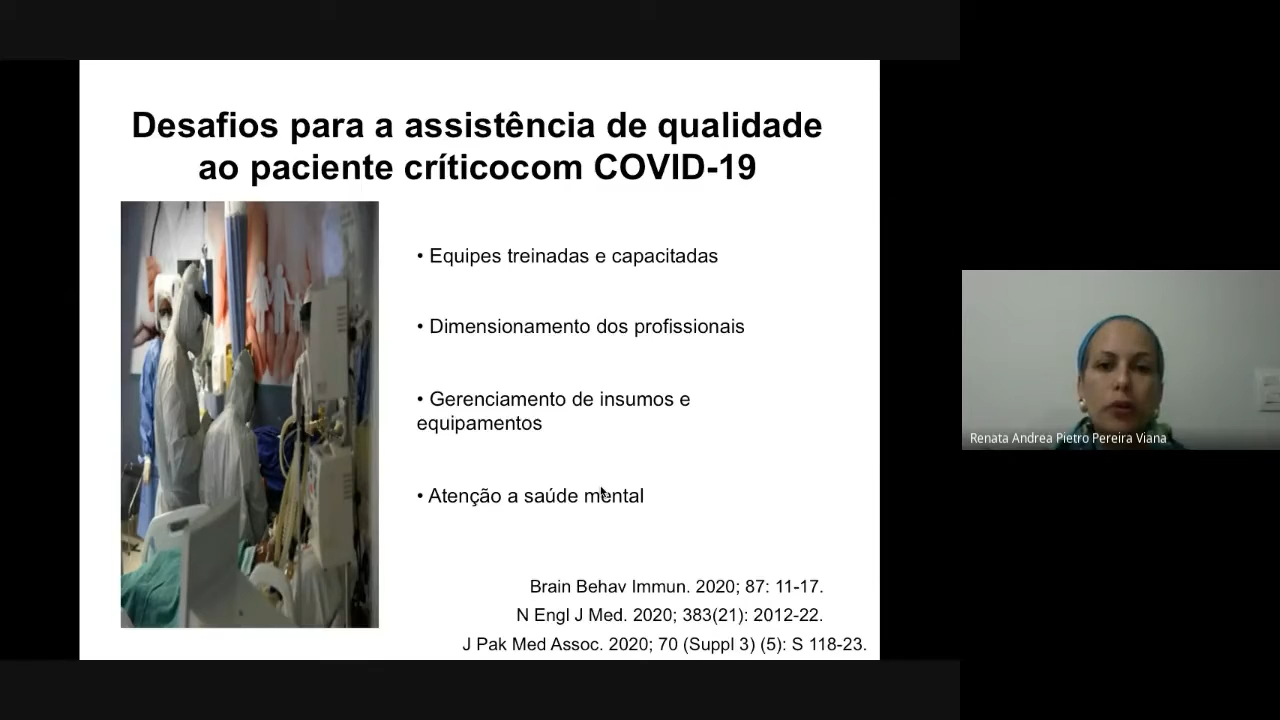 Desafios para a assistência de qualidade
ao paciente críticocom COVID-19
• Equipes treinadas e capacitadas
• Dimensionamento dos profissionais
• Gerenciamento de insumos e
equipamentos
• Atenção a saúde mental
Brain Behav Immun. 2020; 87: 11-17.
N Engl J Med. 2020; 383(21): 2012-22.
J Pak Med Assoc. 2020; 70 (Suppl 3) (5): S 118-23.
Renata Andrea Pietro Pereira Viana